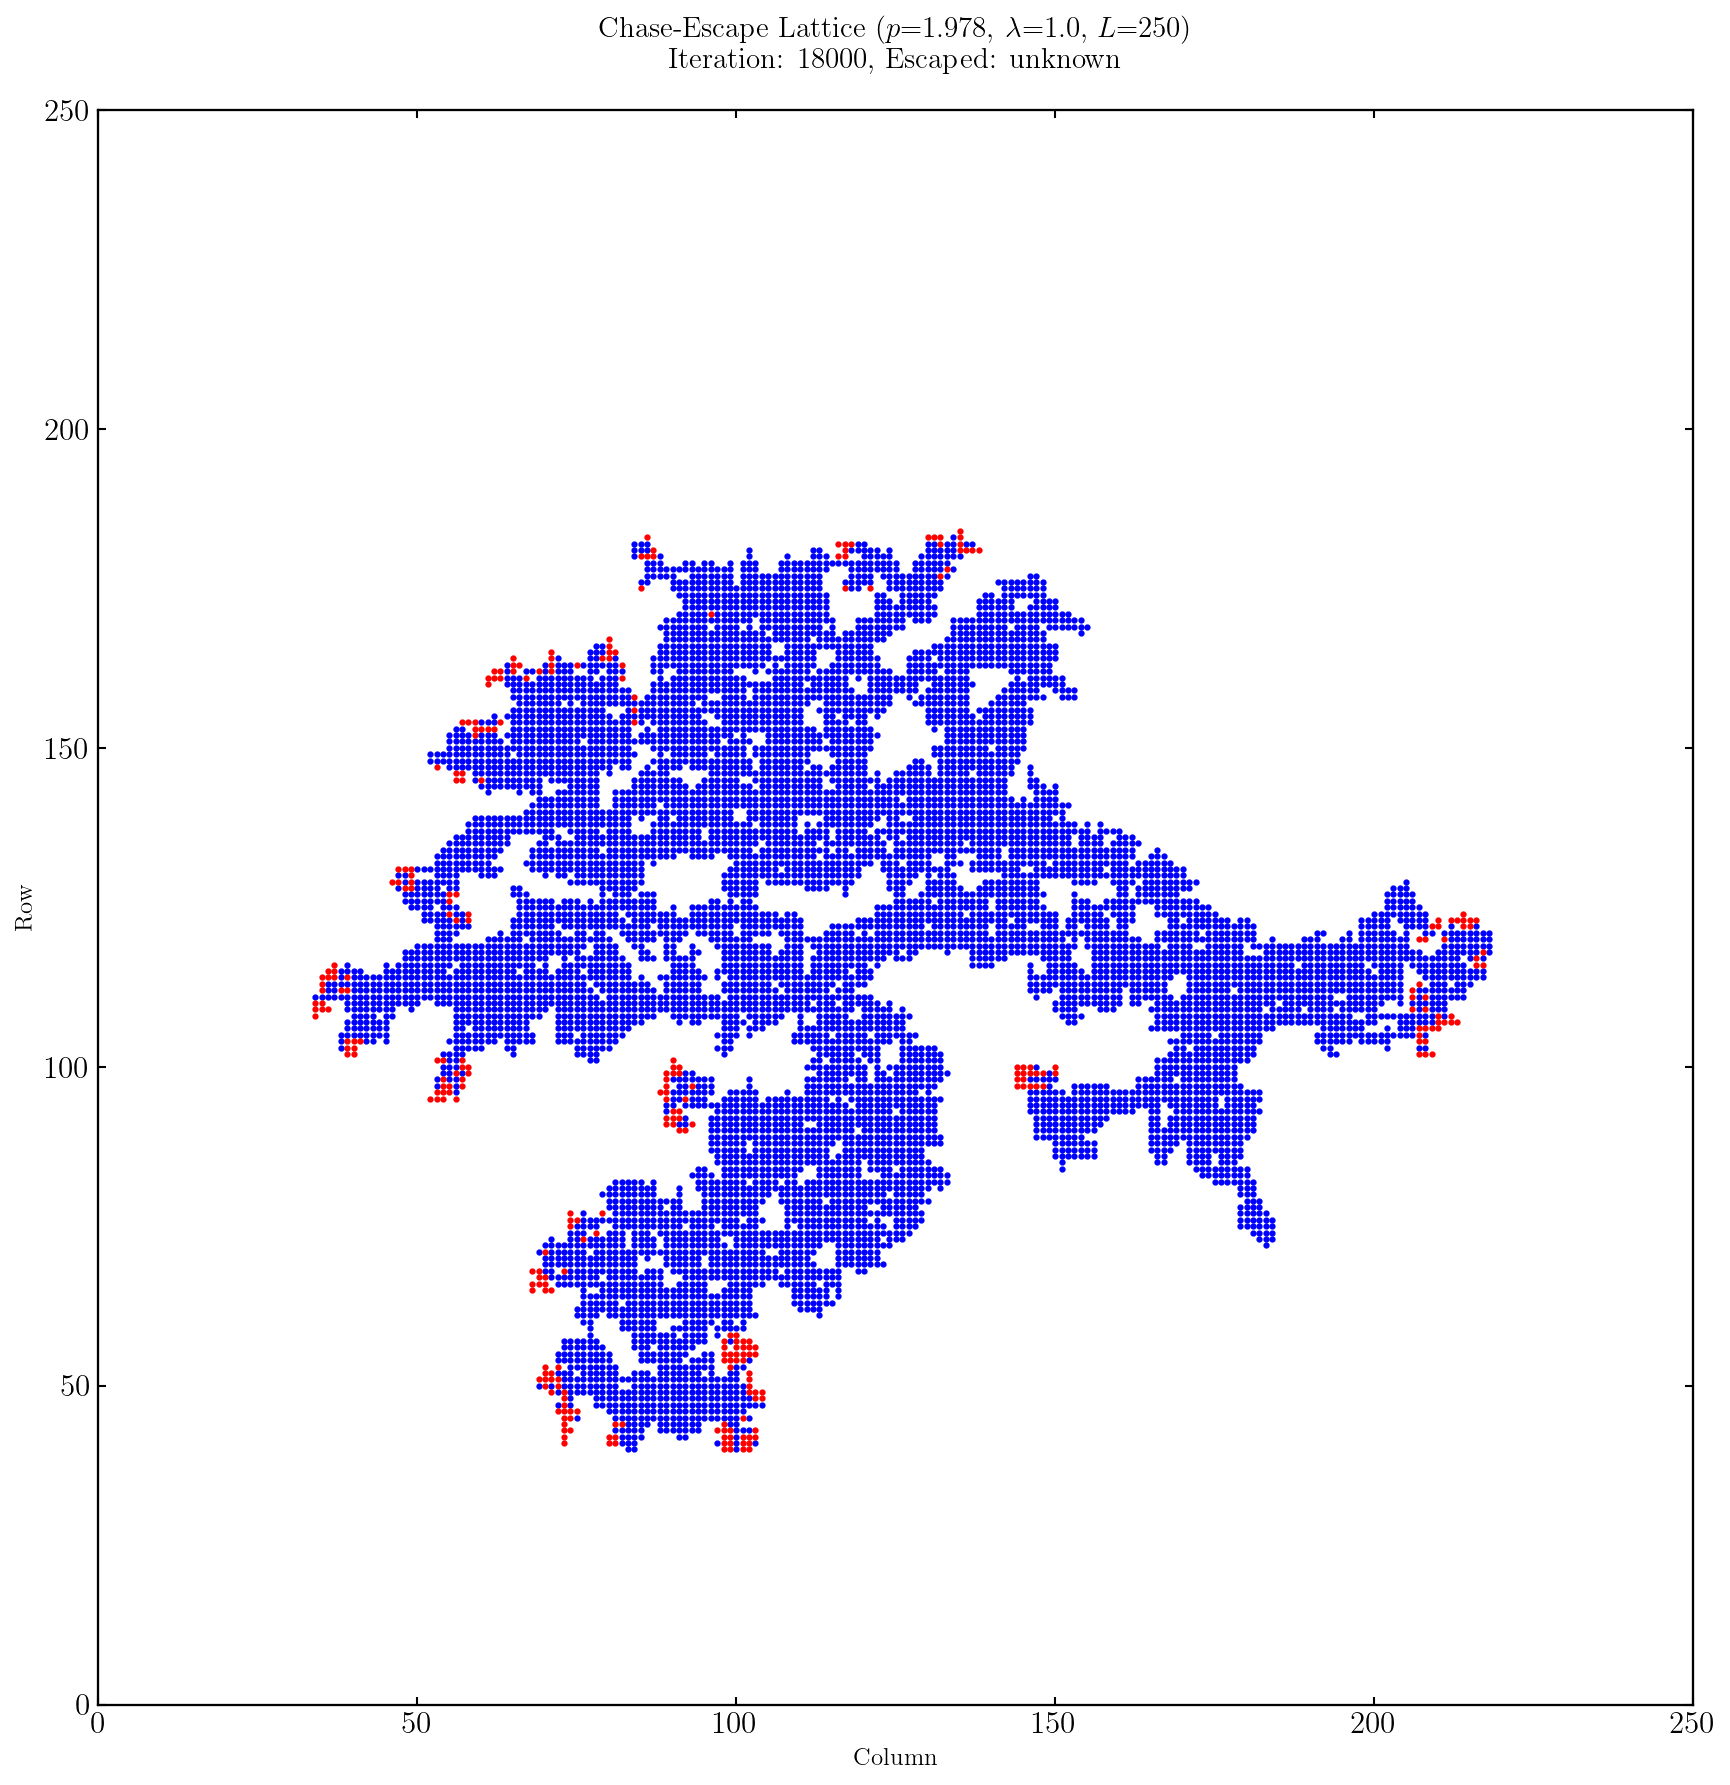 Chase-Escape Lattice (p=1.978, λ=1.0, L=250)
Iteration: 18000, Escaped: unknown
250
200
150
100
50
0
Row
0 50 100 150 200 250
Column